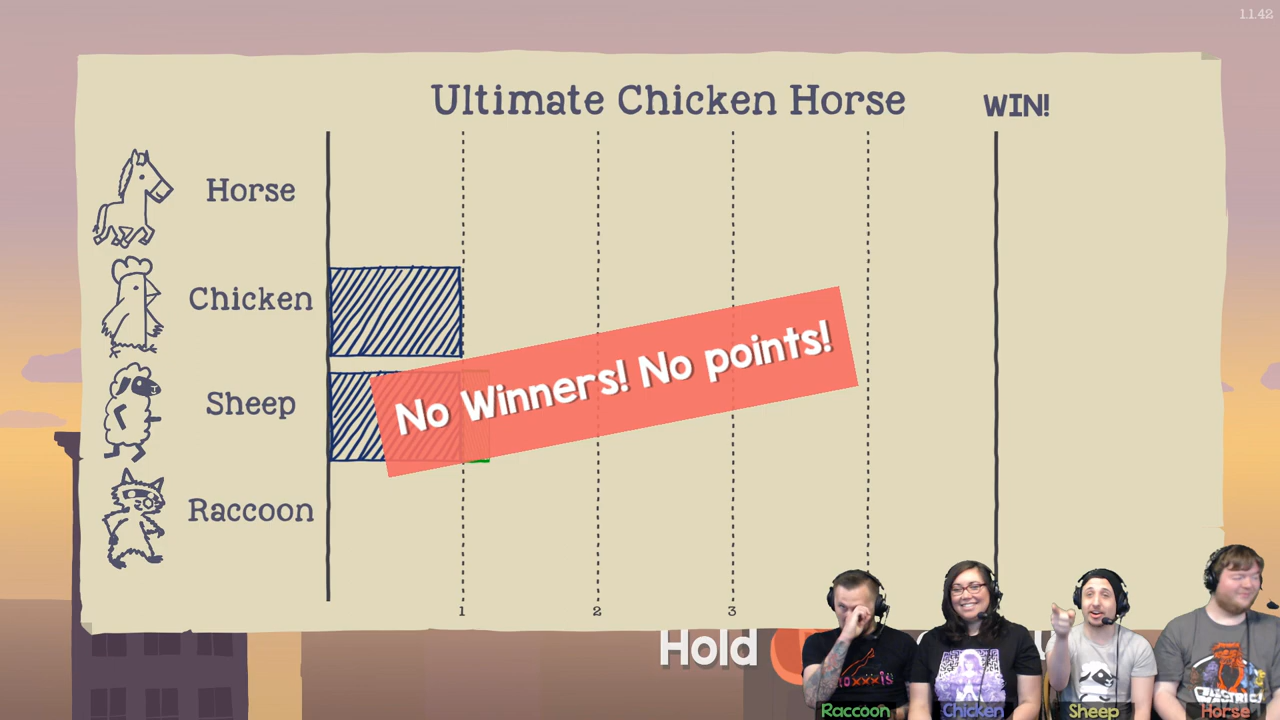 1.1.42
Ultimate Chicken Horse
WIN!
Horse
Chicken
Sheep
Raccoon
No Winners! No points!
1
2
3
Hold
Raccoon
Chicken
Sheep
Horse